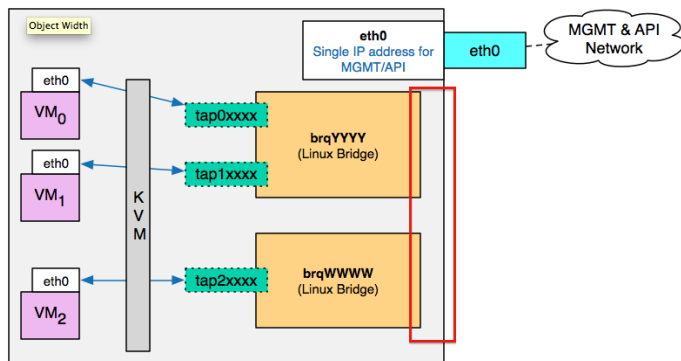 Object Width
eth0
Single IP address for
MGMT/API
eth0
MGMT & API
Network
eth0
VM0
tap0xxxx
brqYYYY
(Linux Bridge)
eth0
VM1
tap1xxxx
K
V
M
eth0
VM2
tap2xxxx
brqWWWW
(Linux Bridge)